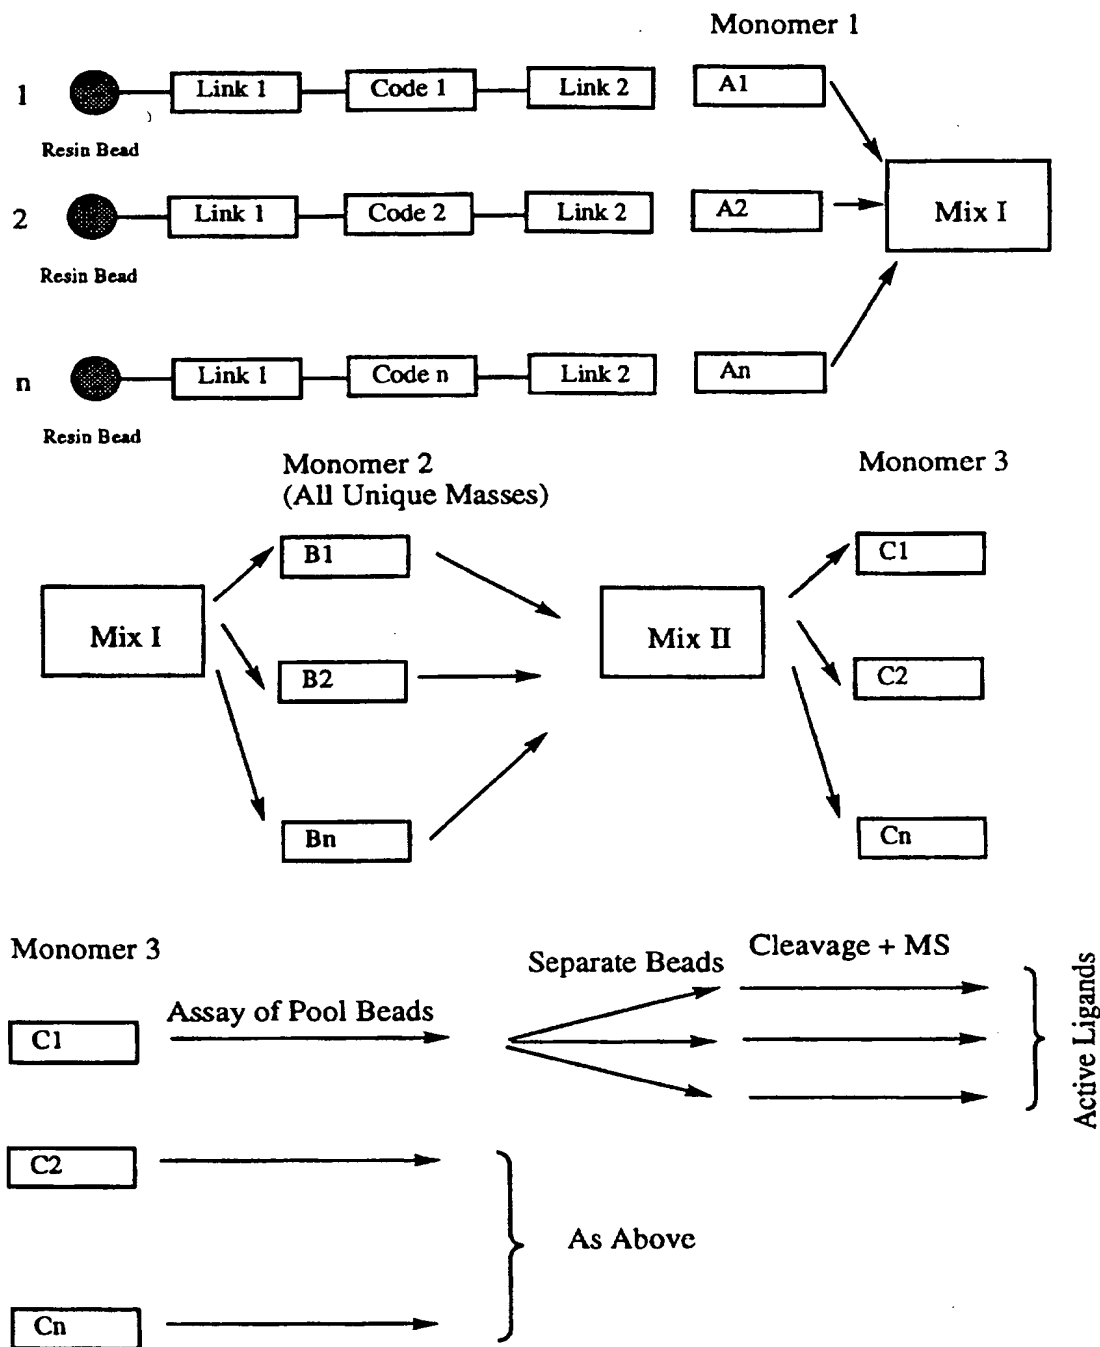 Monomer 1
1 Link 1 Code 1 Link 2 A1
Resin Bead
Mix I
2 Link 1 Code 2 Link 2 A2
Resin Bead
n Link 1 Code n Link 2 An
Resin Bead
Monomer 2
(All Unique Masses)
Monomer 3
B1
C1
Mix I
Mix II
B2
C2
Bn
Cn
Monomer 3
Separate Beads
Cleavage + MS
Assay of Pool Beads
C1
Active Ligands
C2
As Above
Cn